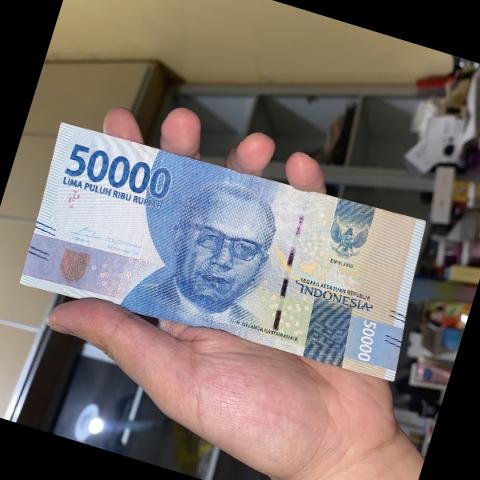 50000
LIMA PULUH RIBU RUPIAH
NEGARA KESATUAN REPUBLIK
INDONESIA
50000